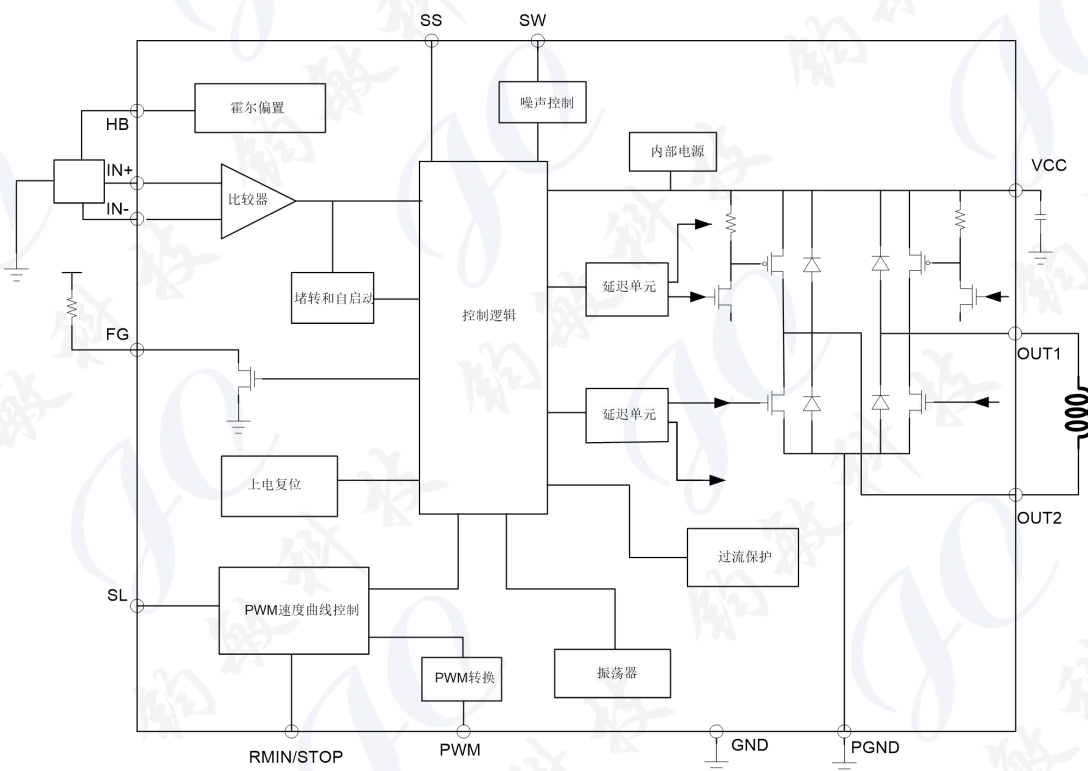 SS
SW
霍尔偏置
噪声控制
HB
内部电源
VCC
IN+
比较器
IN-
延迟单元
堵转和自启动
控制逻辑
FG
OUT1
延迟单元
上电复位
OUT2
过流保护
SL
PWM速度曲线控制
PWM转换
振荡器
RMIN/STOP
PWM
GND
PGND